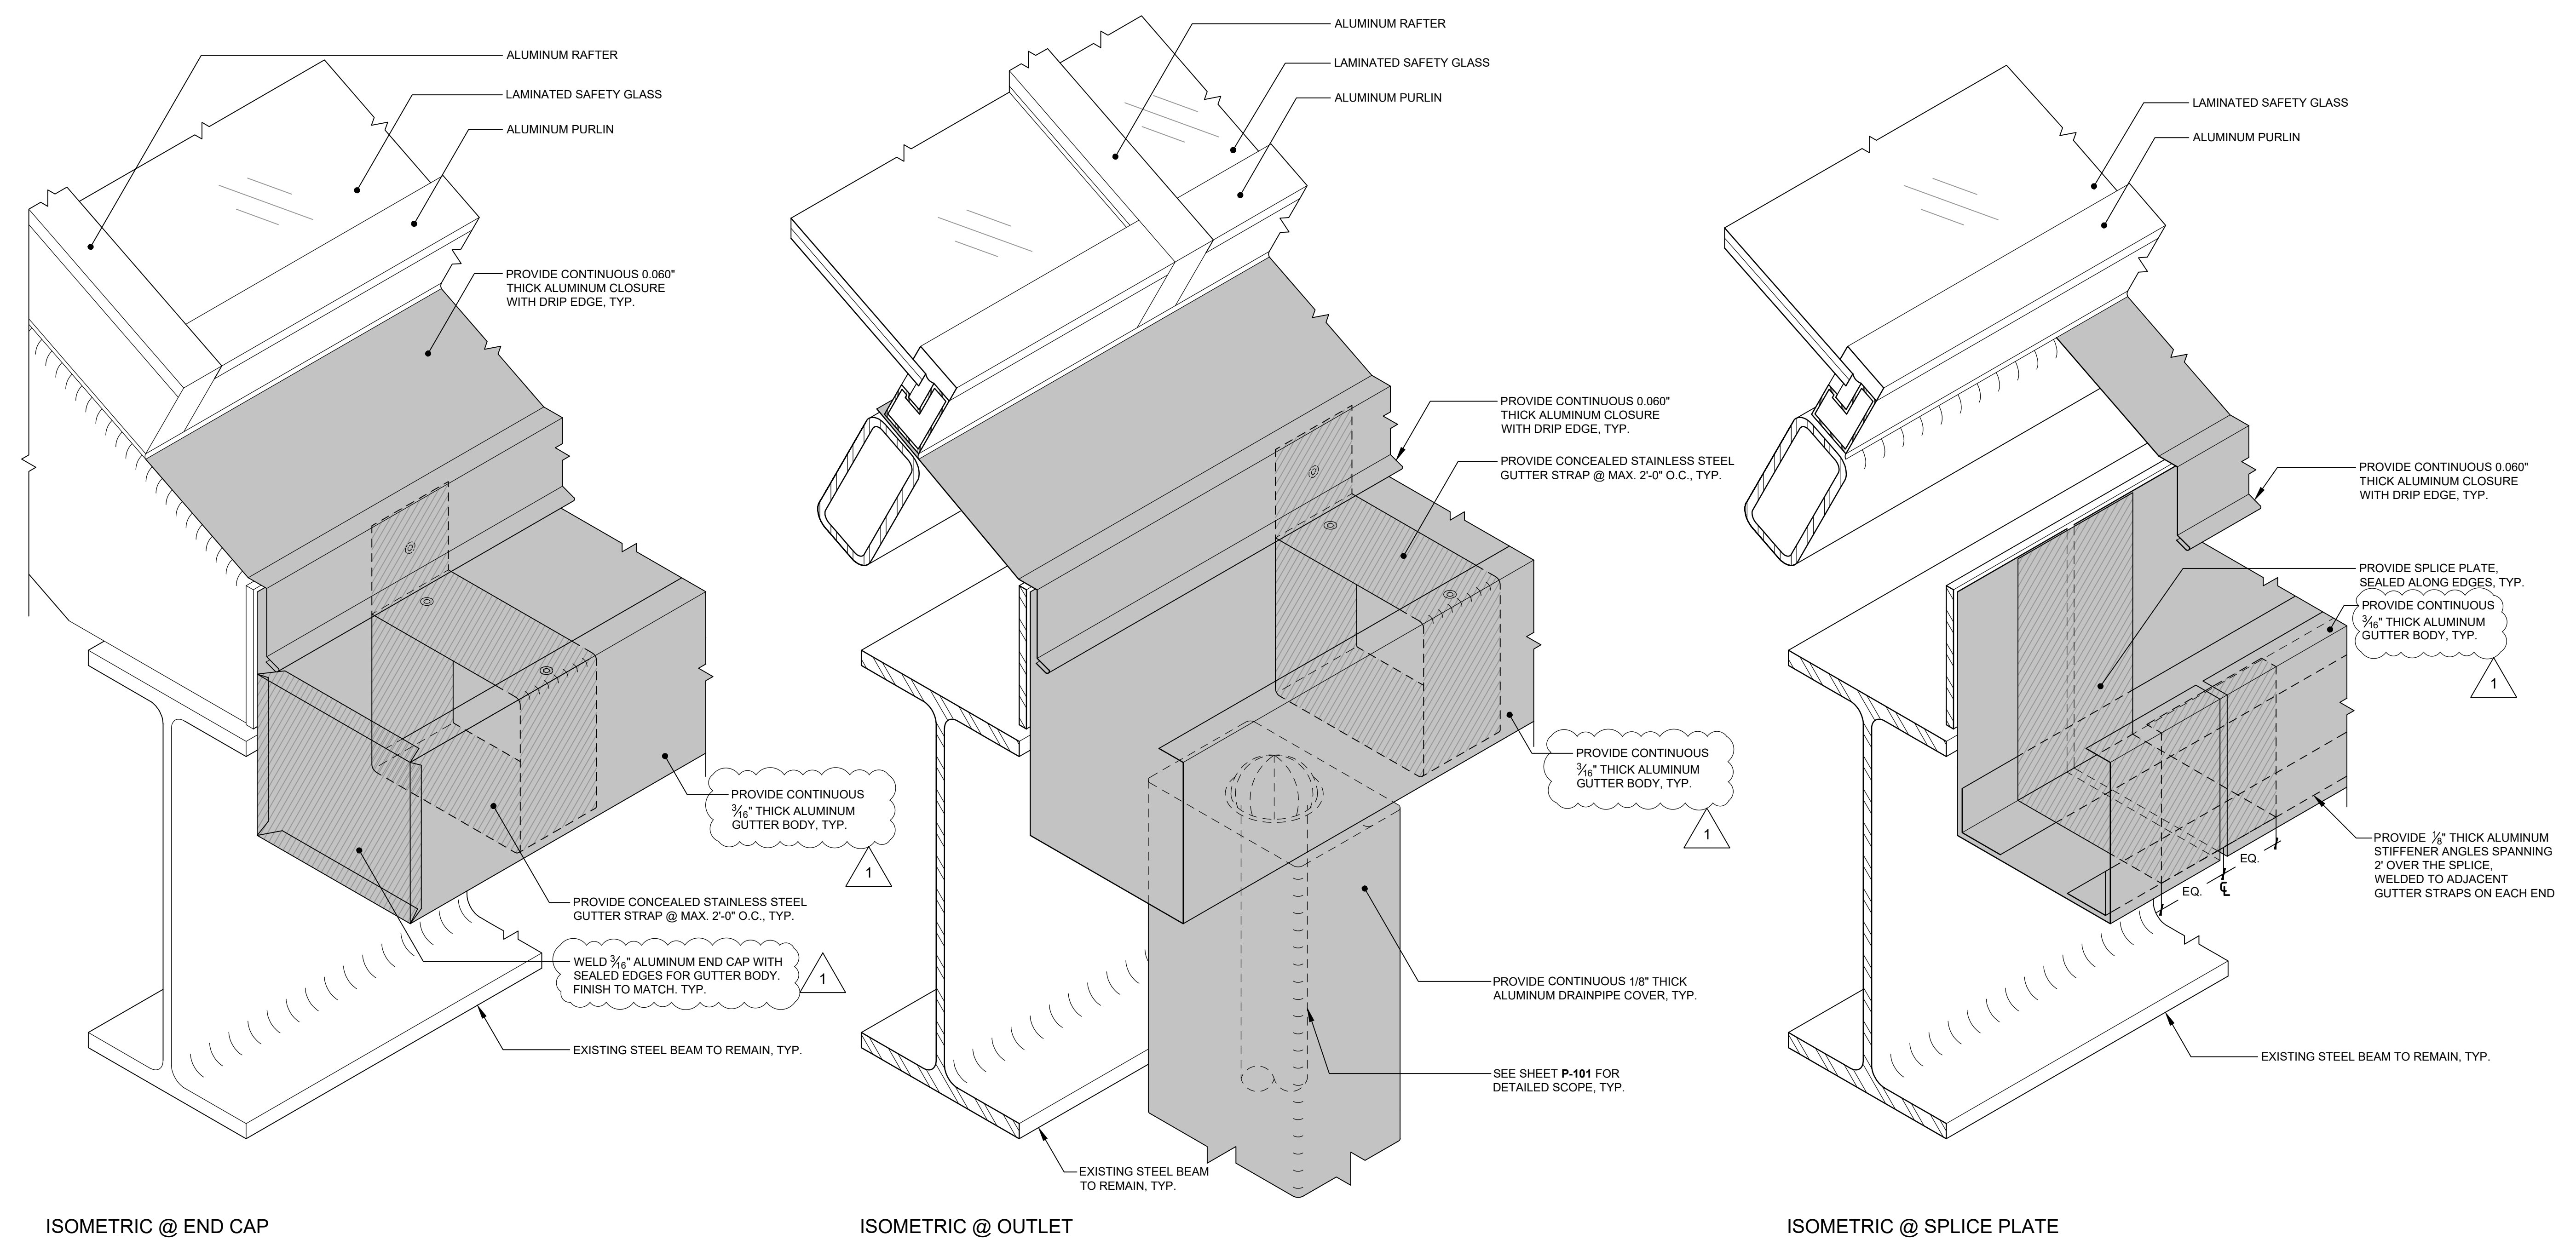 ALUMINUM RAFTER
LAMINATED SAFETY GLASS
ALUMINUM PURLIN
PROVIDE CONTINUOUS 0.060"
THICK ALUMINUM CLOSURE
WITH DRIP EDGE, TYP.
PROVIDE CONTINUOUS
3/16" THICK ALUMINUM
GUTTER BODY, TYP.
1
PROVIDE CONCEALED STAINLESS STEEL
GUTTER STRAP @ MAX. 2'-0" O.C., TYP.
WELD 3/16" ALUMINUM END CAP WITH
SEALED EDGES FOR GUTTER BODY.
FINISH TO MATCH. TYP.
1
EXISTING STEEL BEAM TO REMAIN, TYP.
ISOMETRIC @ END CAP
ALUMINUM RAFTER
LAMINATED SAFETY GLASS
ALUMINUM PURLIN
PROVIDE CONTINUOUS 0.060"
THICK ALUMINUM CLOSURE
WITH DRIP EDGE, TYP.
PROVIDE CONCEALED STAINLESS STEEL
GUTTER STRAP @ MAX. 2'-0" O.C., TYP.
PROVIDE CONTINUOUS
3/16" THICK ALUMINUM
GUTTER BODY, TYP.
1
PROVIDE CONTINUOUS 1/8" THICK
ALUMINUM DRAINPIPE COVER, TYP.
SEE SHEET P-101 FOR
DETAILED SCOPE, TYP.
EXISTING STEEL BEAM
TO REMAIN, TYP.
ISOMETRIC @ OUTLET
LAMINATED SAFETY GLASS
ALUMINUM PURLIN
PROVIDE CONTINUOUS 0.060"
THICK ALUMINUM CLOSURE
WITH DRIP EDGE, TYP.
PROVIDE SPLICE PLATE,
SEALED ALONG EDGES, TYP.
PROVIDE CONTINUOUS
3/16" THICK ALUMINUM
GUTTER BODY, TYP.
1
PROVIDE 1/8" THICK ALUMINUM
STIFFENER ANGLES SPANNING
2' OVER THE SPLICE,
WELDED TO ADJACENT
GUTTER STRAPS ON EACH END
EQ.
EQ.
℄
EXISTING STEEL BEAM TO REMAIN, TYP.
ISOMETRIC @ SPLICE PLATE